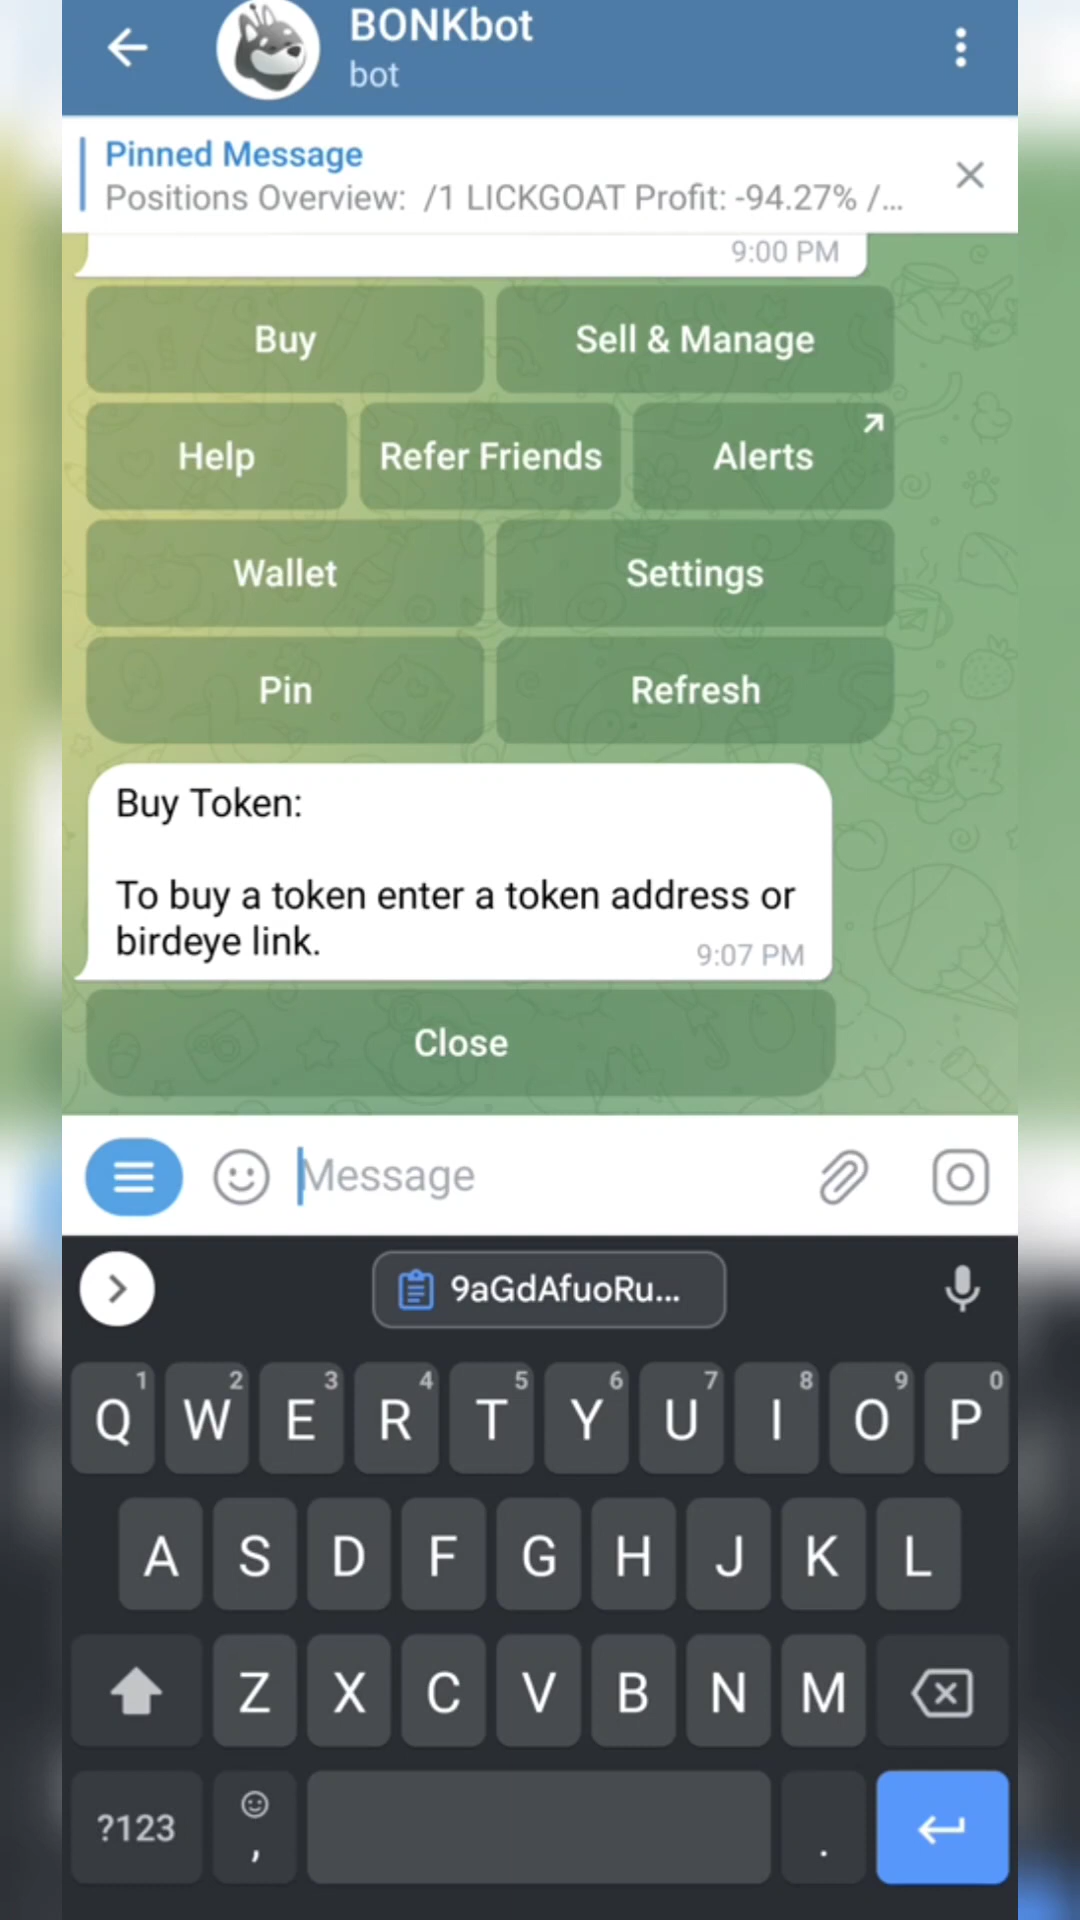 BONKbot
bot
Pinned Message
Positions Overview: /1 LICKGOAT Profit: -94.27% /...
9:00 PM
Buy
Sell & Manage
Help
Refer Friends
Alerts
Wallet
Settings
Pin
Refresh
Buy Token:
To buy a token enter a token address or
birdeye link.
9:07 PM
Close
Message
9aGdAfuoRu...
1 2 3 4 5 6 7 8 9 0
Q W E R T Y U I O P
A S D F G H J K L
Z X C V B N M
?123 , .